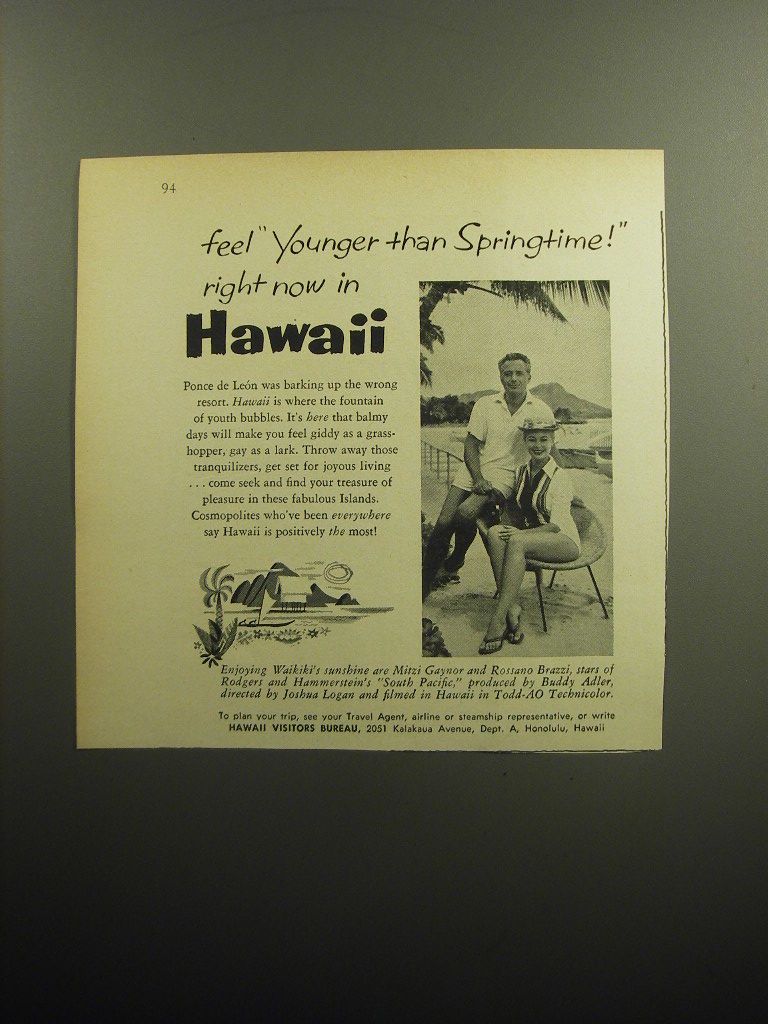 94
feel "Younger than Springtime!"
right now in
Hawaii
Ponce de León was barking up the wrong
resort. Hawaii is where the fountain
of youth bubbles. It's here that balmy
days will make you feel giddy as a grass-
hopper, gay as a lark. Throw away those
tranquilizers, get set for joyous living
. . . come seek and find your treasure of
pleasure in these fabulous Islands.
Cosmopolites who've been everywhere
say Hawaii is positively the most!
Enjoying Waikiki's sunshine are Mitzi Gaynor and Rossano Brazzi, stars of
Rodgers and Hammerstein's "South Pacific," produced by Buddy Adler,
directed by Joshua Logan and filmed in Hawaii in Todd-AO Technicolor.
To plan your trip, see your Travel Agent, airline or steamship representative, or write
HAWAII VISITORS BUREAU, 2051 Kalakaua Avenue, Dept. A, Honolulu, Hawaii